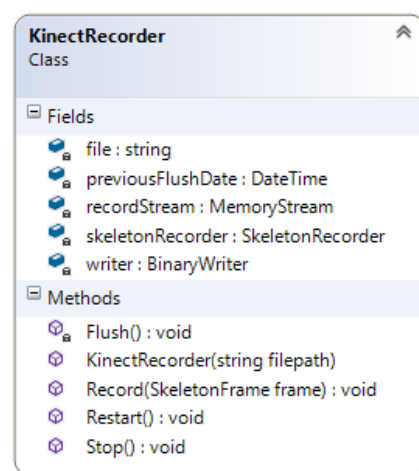 KinectRecorder
Class
Fields
file : string
previousFlushDate : DateTime
recordStream : MemoryStream
skeletonRecorder : SkeletonRecorder
writer : BinaryWriter
Methods
Flush() : void
KinectRecorder(string filepath)
Record(SkeletonFrame frame) : void
Restart() : void
Stop() : void